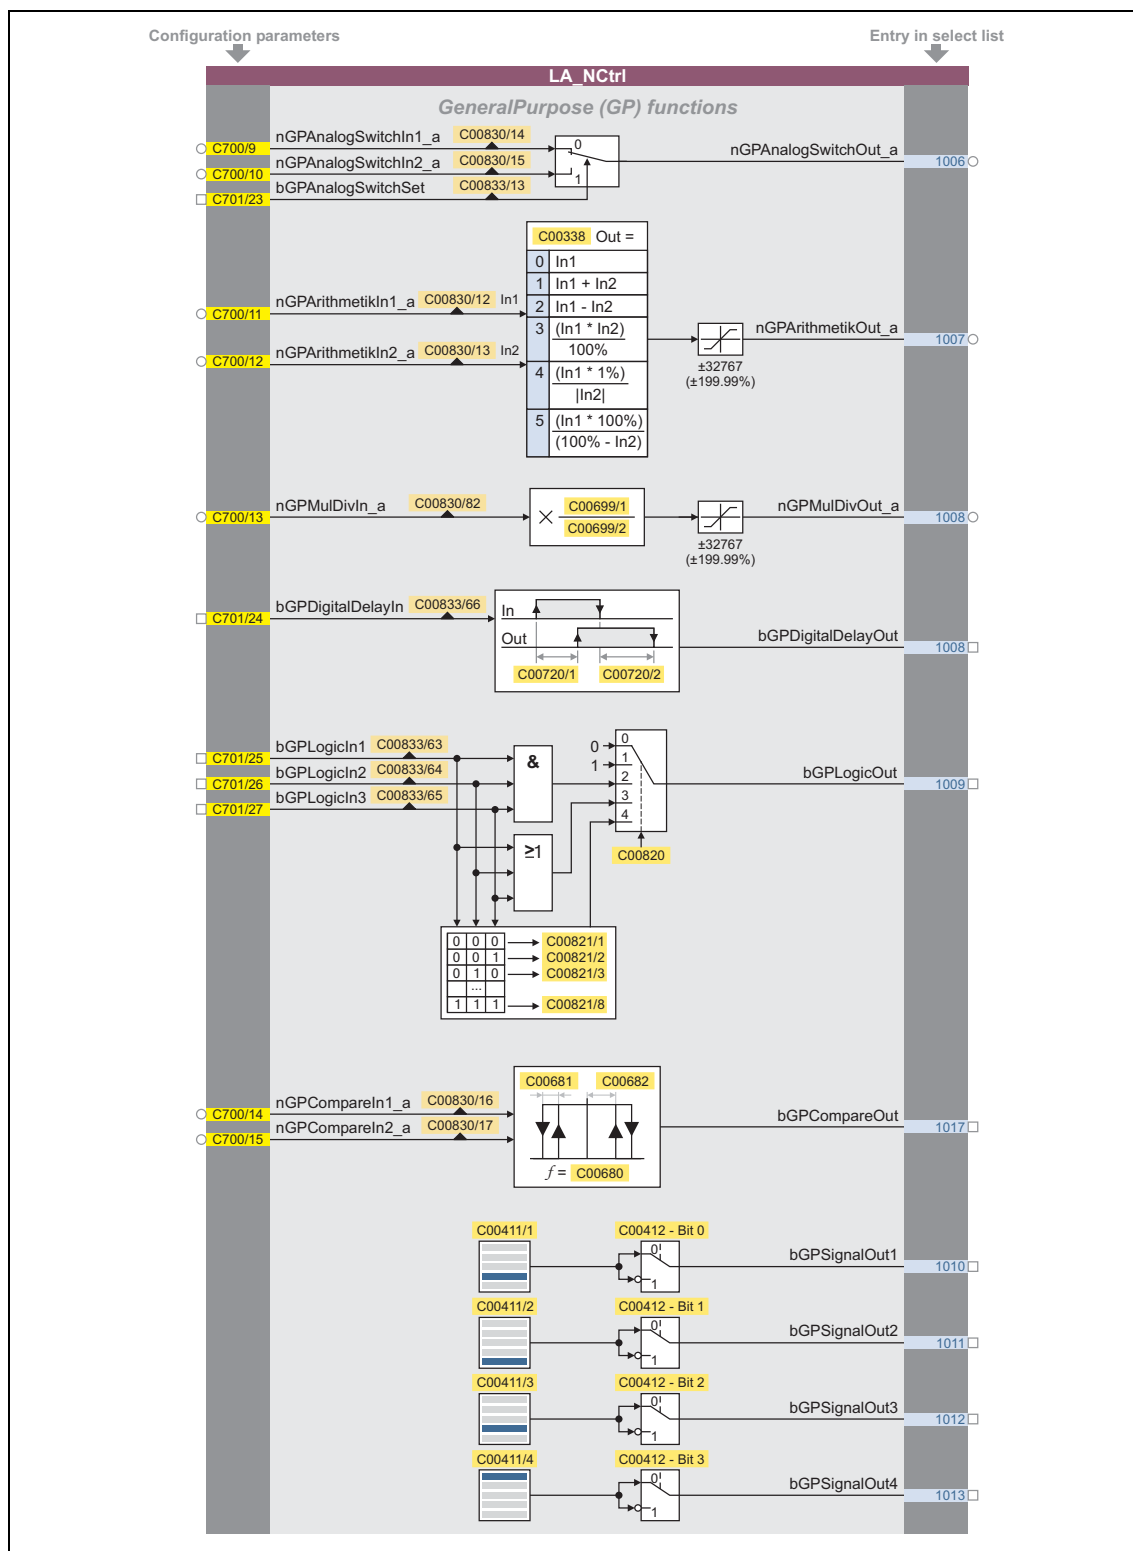 Configuration parameters
Entry in select list
LA_NCtrl
GeneralPurpose (GP) functions
nGPAnalogSwitchIn1_a C00830/14
C700/9
nGPAnalogSwitchIn2_a C00830/15
C700/10
bGPAnalogSwitchSet C00833/13
C701/23
0
1
nGPAnalogSwitchOut_a
1006
C00338 Out =
0 In1
1 In1 + In2
2 In1 - In2
3 (In1 * In2)
100%
4 (In1 * 1%)
|In2|
5 (In1 * 100%)
(100% - In2)
nGPArithmetikIn1_a C00830/12 In1
C700/11
nGPArithmetikIn2_a C00830/13 In2
C700/12
nGPArithmetikOut_a
1007
±32767
(±199.99%)
nGPMulDivIn_a C00830/82
C700/13
× C00699/1
C00699/2
nGPMulDivOut_a
1008
±32767
(±199.99%)
bGPDigitalDelayIn C00833/66
C701/24
In
Out
C00720/1 C00720/2
bGPDigitalDelayOut
1008
bGPLogicIn1 C00833/63
C701/25
bGPLogicIn2 C00833/64
C701/26
bGPLogicIn3 C00833/65
C701/27
&
≥1
0 0
1 1
2
3
4
C00820
bGPLogicOut
1009
0 0 0 C00821/1
0 0 1 C00821/2
0 1 0 C00821/3
...
1 1 1 C00821/8
nGPCompareIn1_a C00830/16
C700/14
nGPCompareIn2_a C00830/17
C700/15
C00681 C00682
f = C00680
bGPCompareOut
1017
C00411/1 C00412 - Bit 0
0
1
bGPSignalOut1
1010
C00411/2 C00412 - Bit 1
0
1
bGPSignalOut2
1011
C00411/3 C00412 - Bit 2
0
1
bGPSignalOut3
1012
C00411/4 C00412 - Bit 3
0
1
bGPSignalOut4
1013